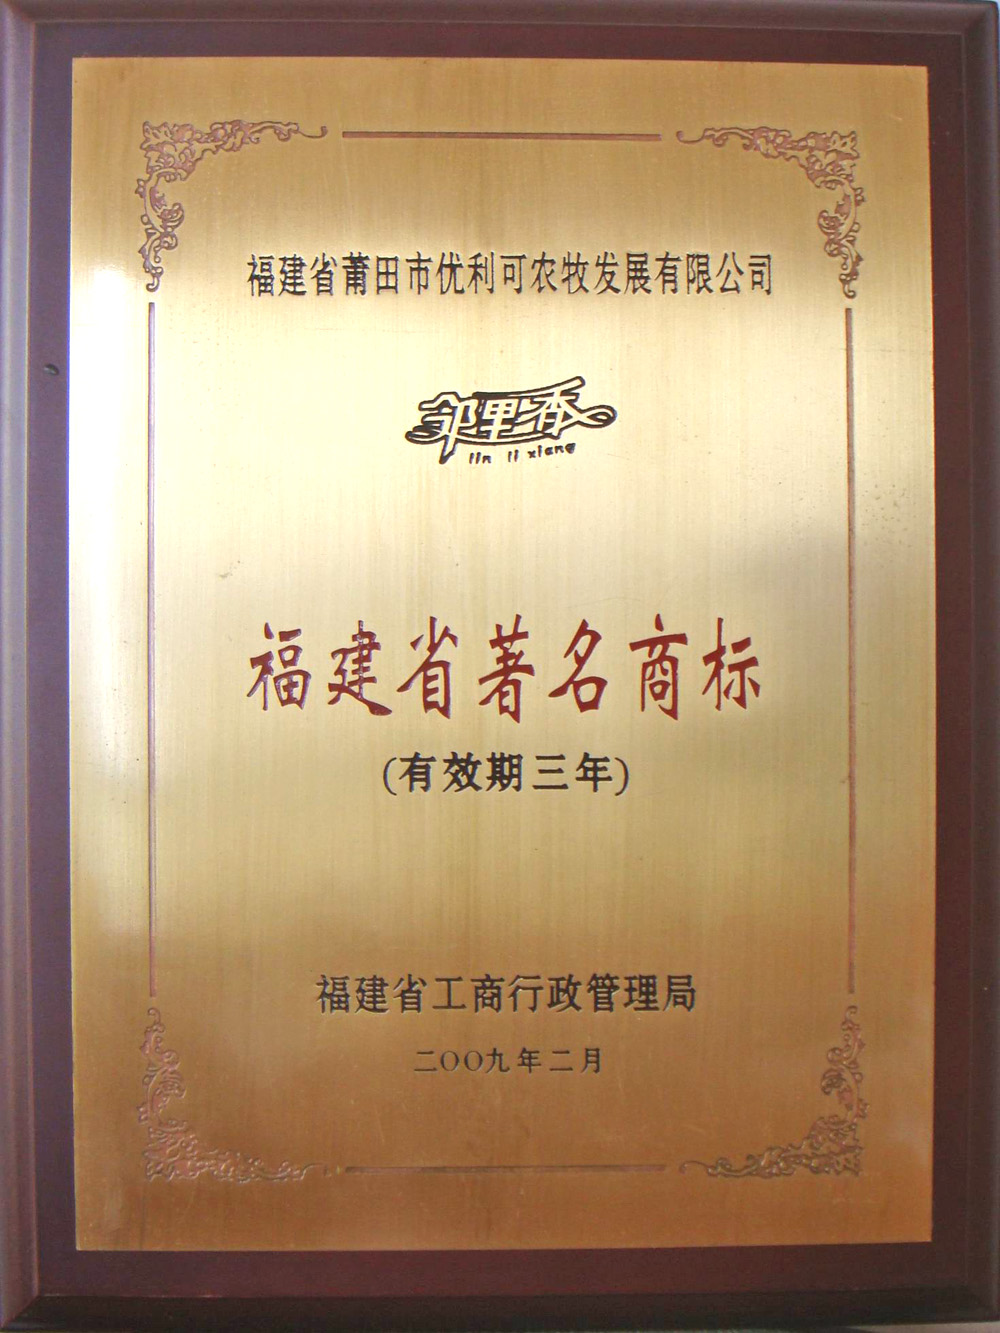 福建省莆田市优利可农牧发展有限公司
邻里香
lin li xiang
福建省著名商标
(有效期三年)
福建省工商行政管理局
二〇〇九年二月